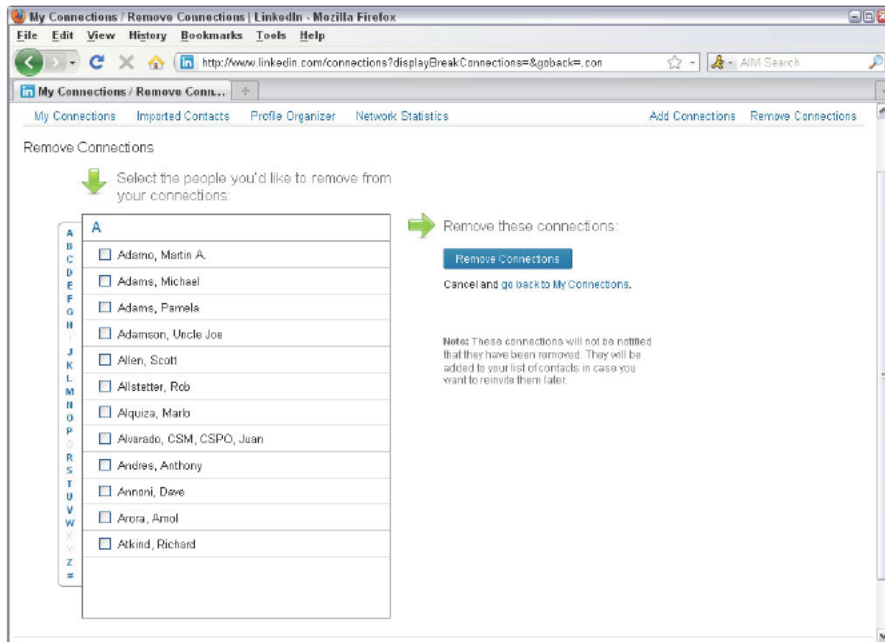 My Connections / Remove Connections | LinkedIn - Mozilla Firefox
File Edit View History Bookmarks Tools Help
in http://www.linkedin.com/connections?displayBreakConnections=&goback=.con AIM Search
in My Connections / Remove Conn...
My Connections Imported Contacts Profile Organizer Network Statistics Add Connections Remove Connections
Remove Connections
Select the people you'd like to remove from
your connections:
A
B
C
D
E
F
G
H
I
J
K
L
M
N
O
P
Q
R
S
T
U
V
W
X
Y
Z
#
A
Adamo, Martin A.
Adams, Michael
Adams, Pamela
Adamson, Uncle Joe
Allen, Scott
Allstetter, Rob
Alquiza, Marlo
Alvarado, CSM, CSPO, Juan
Andres, Anthony
Annoni, Dave
Arora, Amol
Atkind, Richard
Remove these connections:
Remove Connections
Cancel and go back to My Connections.
Note: These connections will not be notified
that they have been removed. They will be
added to your list of contacts in case you
want to reinvite them later.